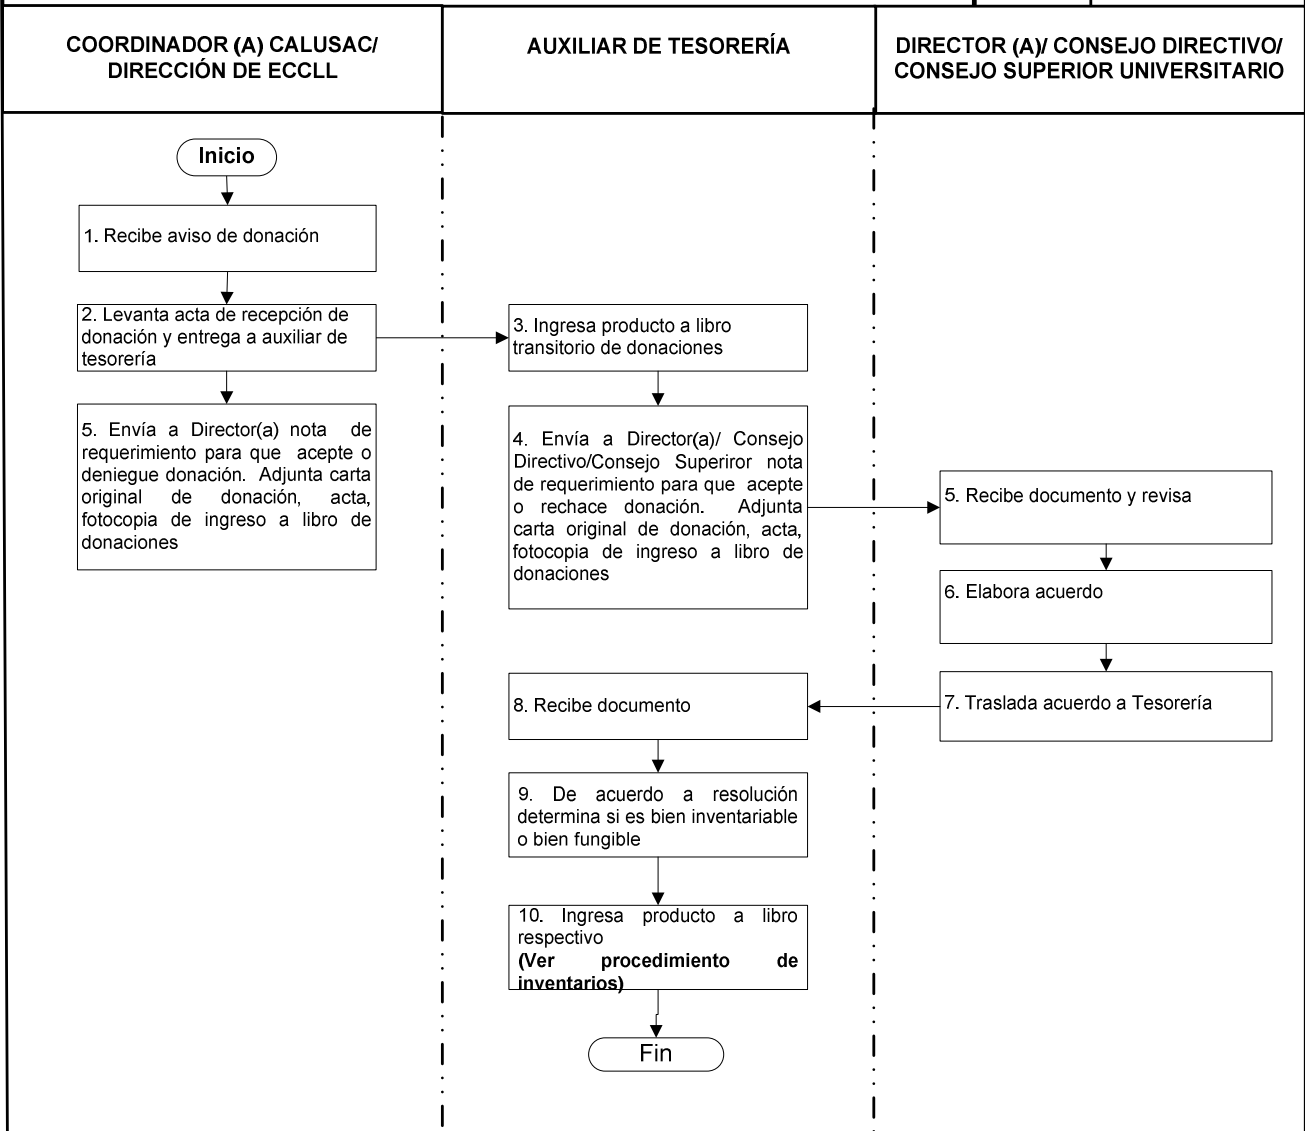 COORDINADOR (A) CALUSAC/
DIRECCIÓN DE ECCLL
AUXILIAR DE TESORERÍA
DIRECTOR (A)/ CONSEJO DIRECTIVO/
CONSEJO SUPERIOR UNIVERSITARIO
Inicio
1. Recibe aviso de donación
2. Levanta acta de recepción de
donación y entrega a auxiliar de
tesorería
3. Ingresa producto a libro
transitorio de donaciones
5. Envía a Director(a) nota de
requerimiento para que acepte o
deniegue donación. Adjunta carta
original de donación, acta,
fotocopia de ingreso a libro de
donaciones
4. Envía a Director(a)/ Consejo
Directivo/Consejo Superiror nota
de requerimiento para que acepte
o rechace donación. Adjunta
carta original de donación, acta,
fotocopia de ingreso a libro de
donaciones
5. Recibe documento y revisa
6. Elabora acuerdo
7. Traslada acuerdo a Tesorería
8. Recibe documento
9. De acuerdo a resolución
determina si es bien inventariable
o bien fungible
10. Ingresa producto a libro
respectivo
(Ver procedimiento de
inventarios)
Fin